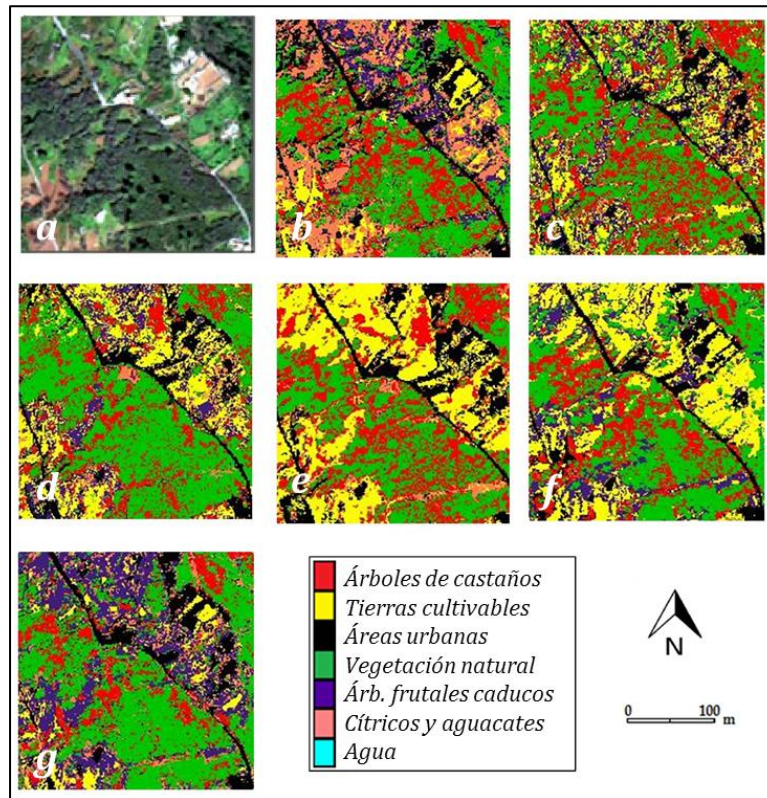 a
b
c
d
e
f
g
Árboles de castaños
Tierras cultivables
Áreas urbanas
Vegetación natural
Árb. frutales caducos
Cítricos y aguacates
Agua
N
0 100
m